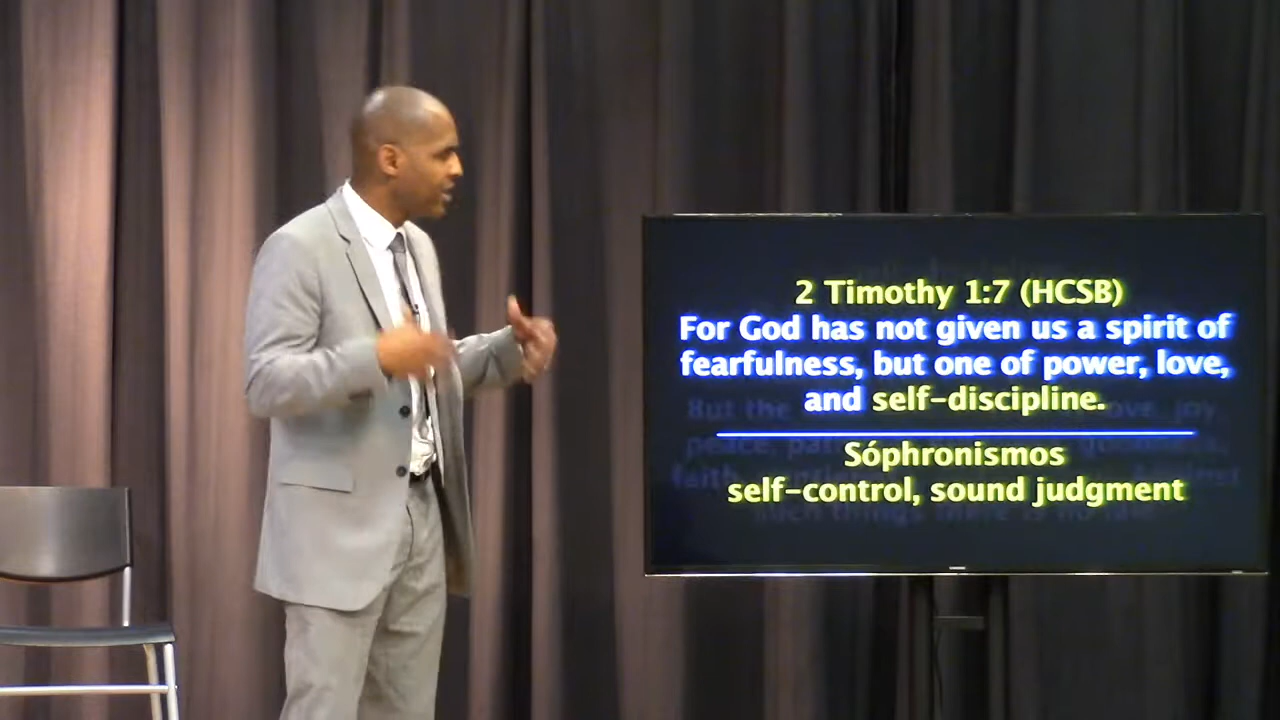 2 Timothy 1:7 (HCSB)
For God has not given us a spirit of
fearfulness, but one of power, love,
and self-discipline.
Sóphronismos
self-control, sound judgment